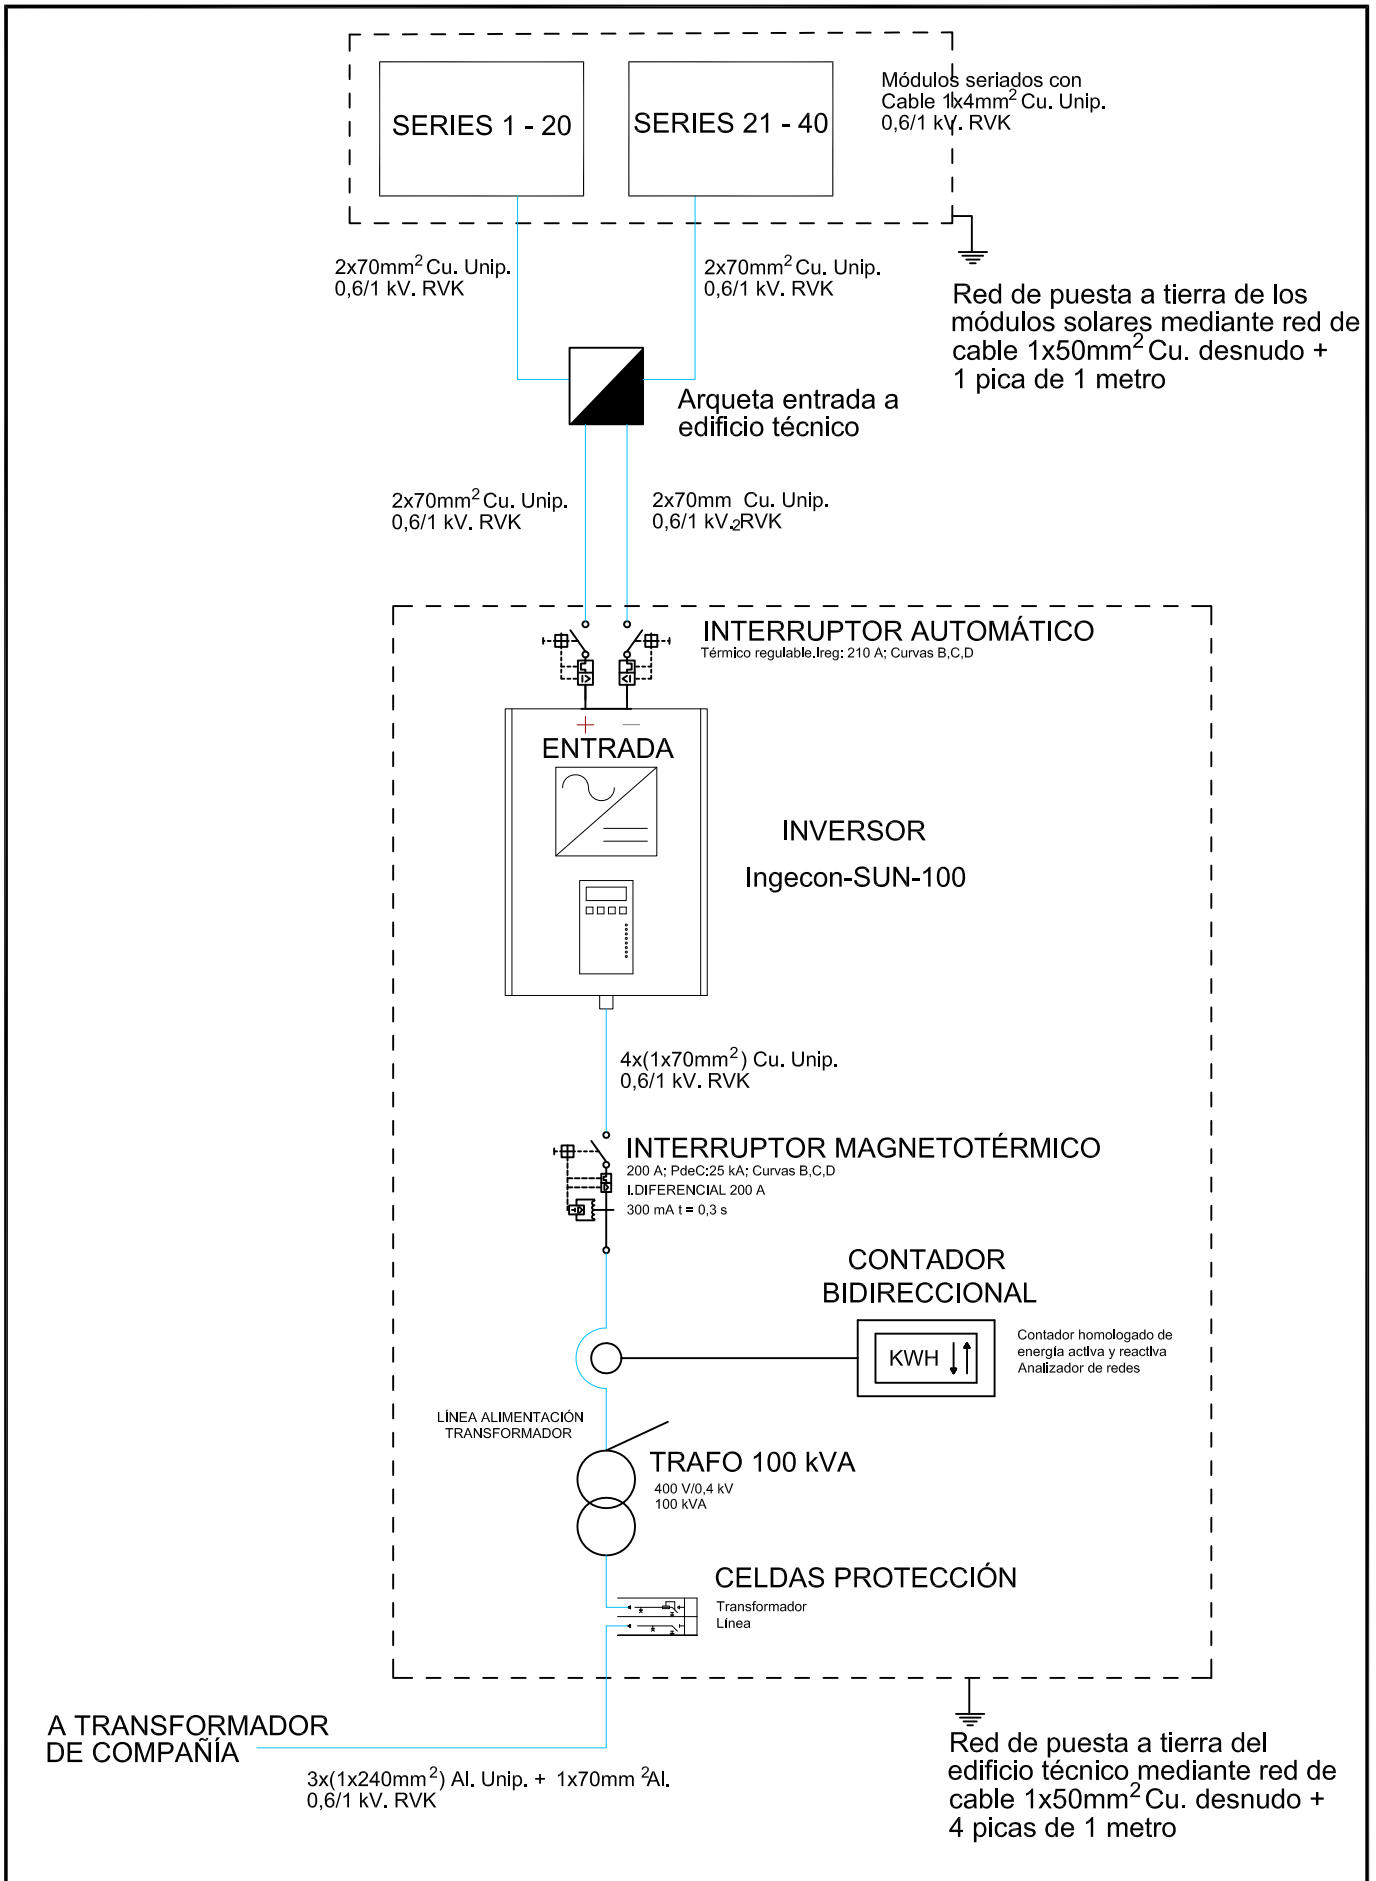 SERIES 1 - 20
SERIES 21 - 40
Módulos seriados con
Cable 1x4mm² Cu. Unip.
0,6/1 kV. RVK
2x70mm² Cu. Unip.
0,6/1 kV. RVK
2x70mm² Cu. Unip.
0,6/1 kV. RVK
Red de puesta a tierra de los
módulos solares mediante red de
cable 1x50mm² Cu. desnudo +
1 pica de 1 metro
Arqueta entrada a
edificio técnico
2x70mm² Cu. Unip.
0,6/1 kV. RVK
2x70mm Cu. Unip.
0,6/1 kV.₂RVK
INTERRUPTOR AUTOMÁTICO
Térmico regulable.Ireg: 210 A; Curvas B,C,D
+ —
ENTRADA
INVERSOR
Ingecon-SUN-100
4x(1x70mm²) Cu. Unip.
0,6/1 kV. RVK
INTERRUPTOR MAGNETOTÉRMICO
200 A; PdeC:25 kA; Curvas B,C,D
I.DIFERENCIAL 200 A
300 mA t = 0,3 s
CONTADOR
BIDIRECCIONAL
KWH
Contador homologado de
energía activa y reactiva
Analizador de redes
LÍNEA ALIMENTACIÓN
TRANSFORMADOR
TRAFO 100 kVA
400 V/0,4 kV
100 kVA
CELDAS PROTECCIÓN
Transformador
Línea
A TRANSFORMADOR
DE COMPAÑÍA
3x(1x240mm²) Al. Unip. + 1x70mm ²Al.
0,6/1 kV. RVK
Red de puesta a tierra del
edificio técnico mediante red de
cable 1x50mm² Cu. desnudo +
4 picas de 1 metro